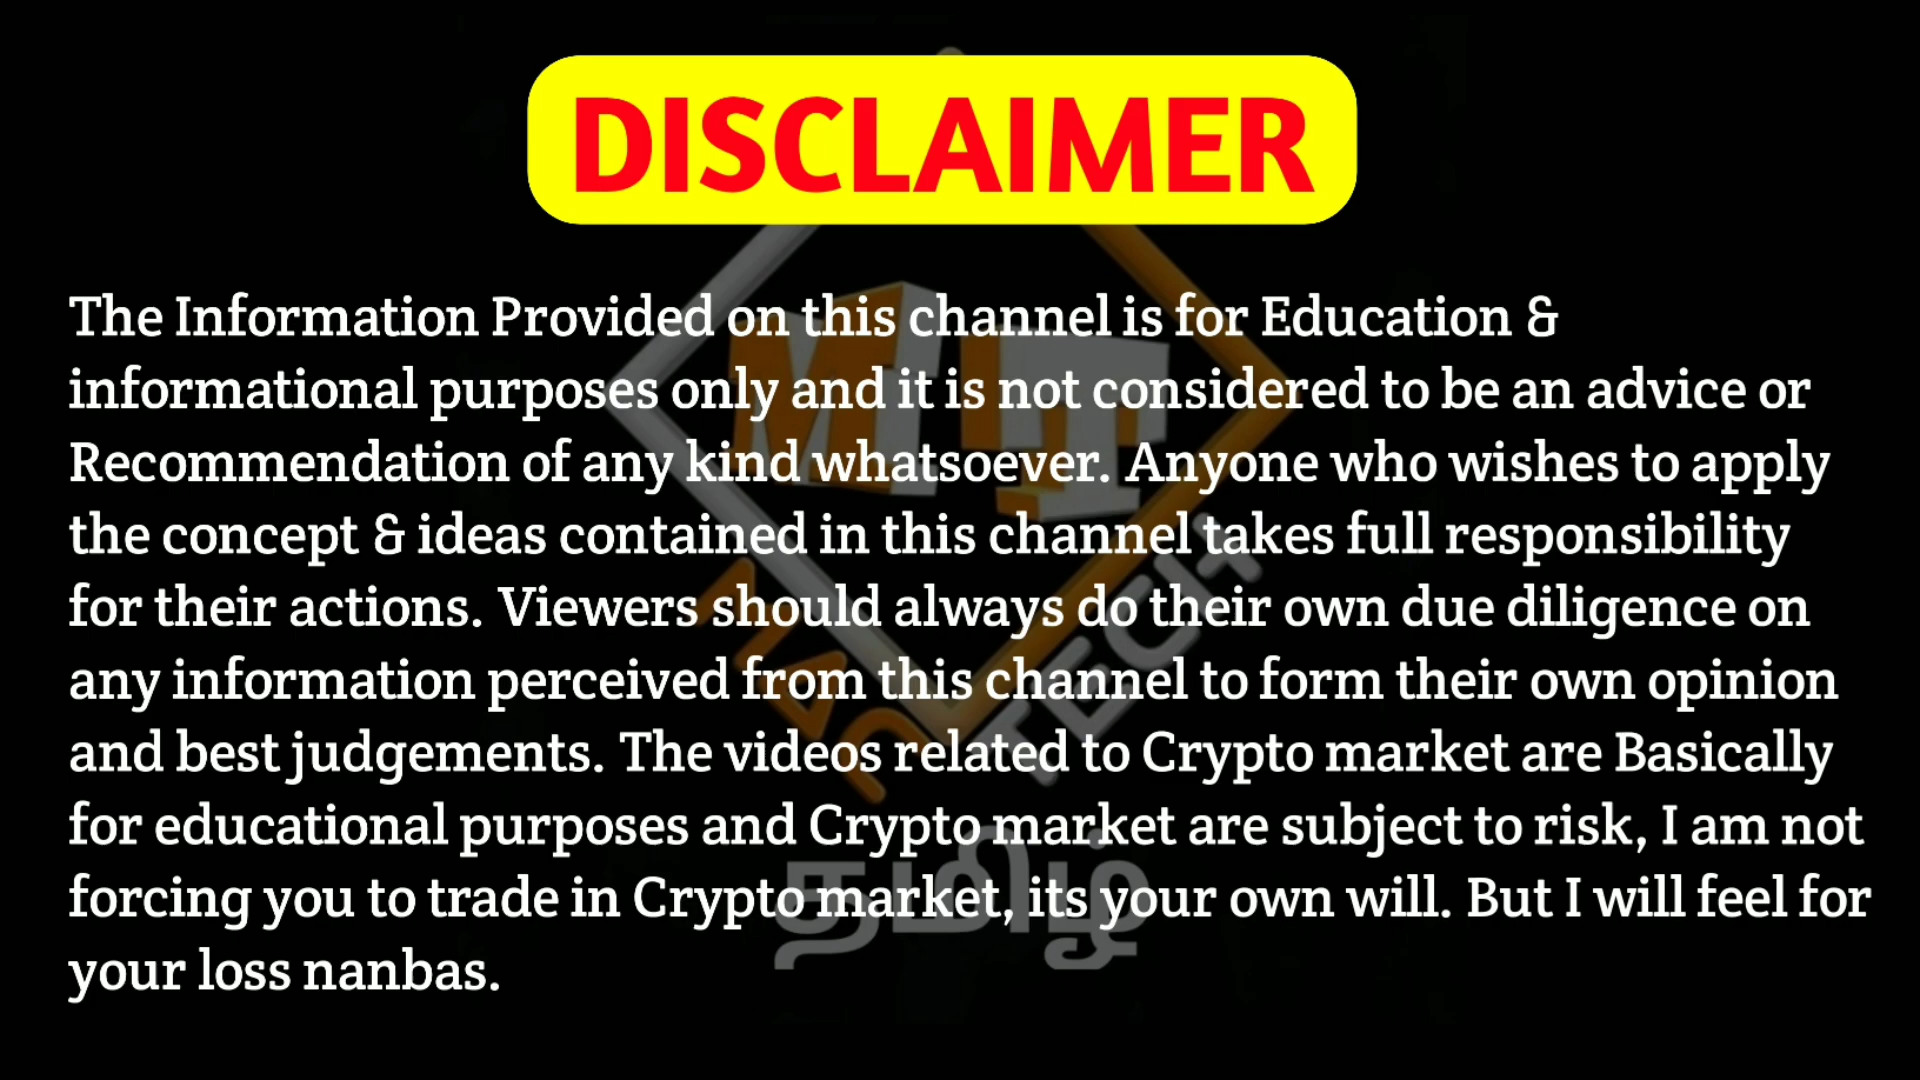 DISCLAIMER
The Information Provided on this channel is for Education &
informational purposes only and it is not considered to be an advice or
Recommendation of any kind whatsoever. Anyone who wishes to apply
the concept & ideas contained in this channel takes full responsibility
for their actions. Viewers should always do their own due diligence on
any information perceived from this channel to form their own opinion
and best judgements. The videos related to Crypto market are Basically
for educational purposes and Crypto market are subject to risk, I am not
forcing you to trade in Crypto market, its your own will. But I will feel for
your loss nanbas.
MT
TECH
தமிழ்